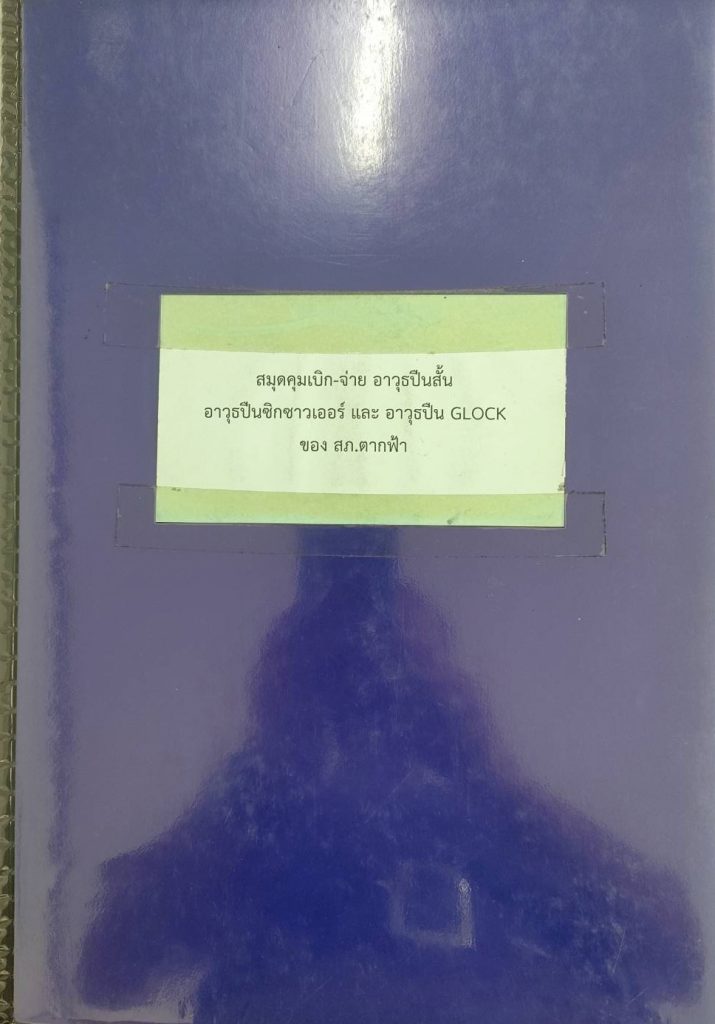 สมุดคุมเบิก-จ่าย อาวุธปืนสั้น
อาวุธปืนซิกซาวเออร์ และ อาวุธปืน GLOCK
ของ สภ.ตากฟ้า